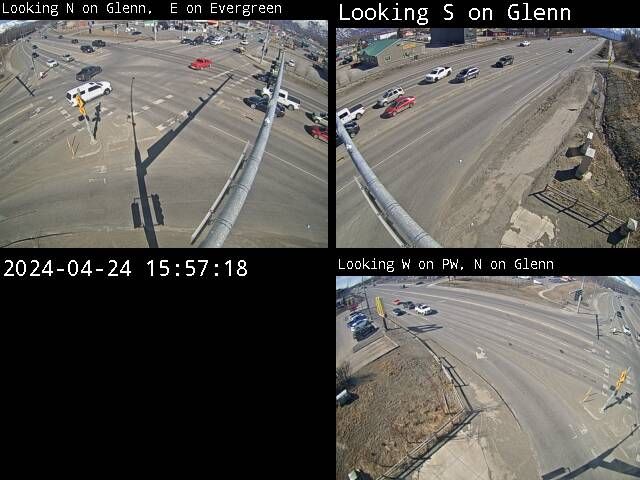 Looking N on Glenn,  E on Evergreen
Looking S on Glenn
2024-04-24 15:57:18
Looking W on PW, N on Glenn